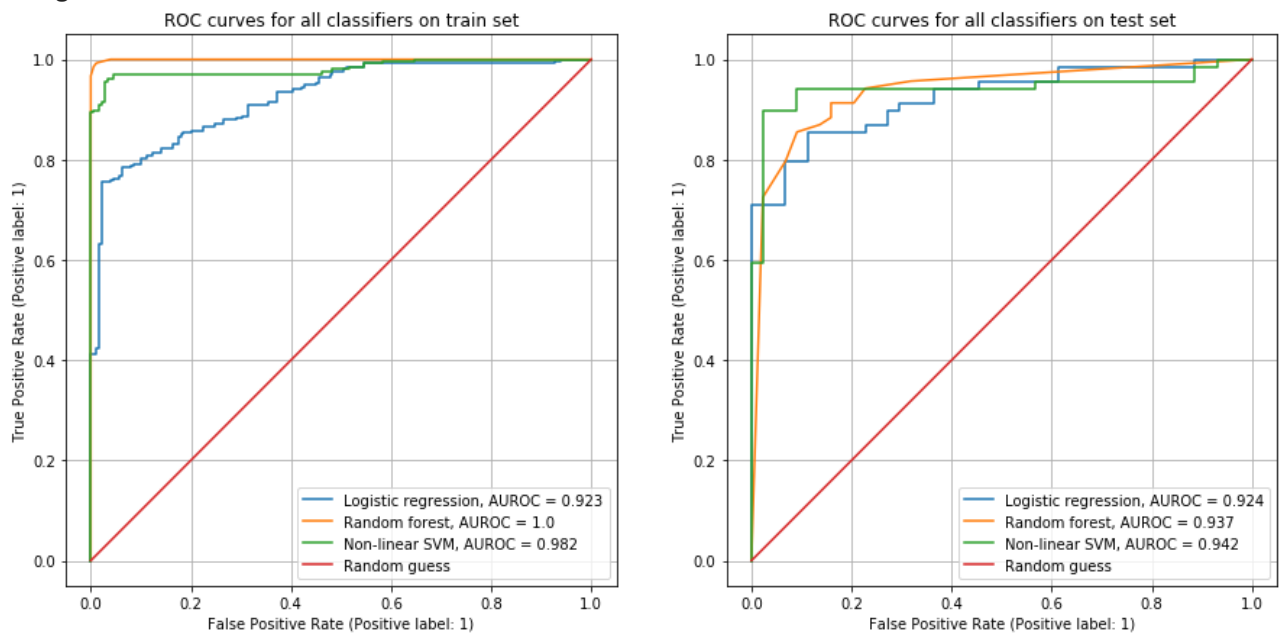 ROC curves for all classifiers on train set
True Positive Rate (Positive label: 1)
1.0
0.8
0.6
0.4
0.2
0.0
0.0 0.2 0.4 0.6 0.8 1.0
False Positive Rate (Positive label: 1)
Logistic regression, AUROC = 0.923
Random forest, AUROC = 1.0
Non-linear SVM, AUROC = 0.982
Random guess
ROC curves for all classifiers on test set
True Positive Rate (Positive label: 1)
1.0
0.8
0.6
0.4
0.2
0.0
0.0 0.2 0.4 0.6 0.8 1.0
False Positive Rate (Positive label: 1)
Logistic regression, AUROC = 0.924
Random forest, AUROC = 0.937
Non-linear SVM, AUROC = 0.942
Random guess